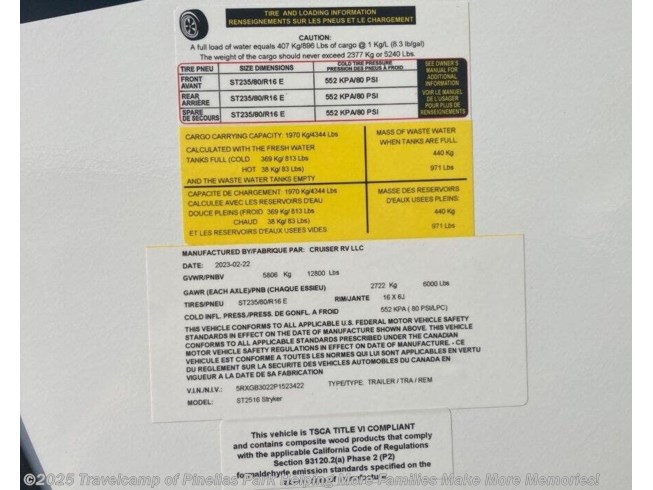 TIRE AND LOADING INFORMATION
RENSEIGNEMENTS SUR LES PNEUS ET LE CHARGEMENT
CAUTION:
A full load of water equals 407 Kg/896 Lbs of cargo @ 1 Kg/L (8.3 lb/gal)
The weight of the cargo should never exceed 2377 Kg or 5240 Lbs.
TIRE PNEU SIZE DIMENSIONS COLD TIRE PRESSURE
PRESSION DES PNEUS À FROID
FRONT
AVANT ST235/80/R16 E 552 KPA/80 PSI
REAR
ARRIÈRE ST235/80/R16 E 552 KPA/80 PSI
SPARE
DE SECOURS ST235/80/R16 E 552 KPA/80 PSI
SEE OWNER'S
MANUAL FOR
ADDITIONAL
INFORMATION
VOIR LE MANUEL
DE L'USAGER
POUR PLUS DE
RENSEIGNEMENTS
CARGO CARRYING CAPACITY: 1970 Kg/4344 Lbs
CALCULATED WITH THE FRESH WATER
TANKS FULL (COLD 369 Kg/ 813 Lbs
HOT 38 Kg/ 83 Lbs)
AND THE WASTE WATER TANKS EMPTY
MASS OF WASTE WATER
WHEN TANKS ARE FULL:
440 Kg
971 Lbs
CAPACITE DE CHARGEMENT: 1970 Kg/4344 Lbs
CALCULEE AVEC LES RESERVOIRS D'EAU
DOUCE PLEINS (FROID 369 Kg/ 813 Lbs
CHAUD 38 Kg/ 83 Lbs)
ET LES RESERVOIRS D'EAUX USEES VIDES.
MASSE DES RESERVOIRS
D'EAUX USEES PLEINS:
440 Kg
971 Lbs
MANUFACTURED BY/FABRIQUE PAR: CRUISER RV LLC
DATE: 2023-02-22
GVWR/PNBV 5806 Kg 12800 Lbs
GAWR (EACH AXLE)/PNB (CHAQUE ESSIEU) 2722 Kg 6000 Lbs
TIRES/PNEU ST235/80/R16 E RIM/JANTE 16 X 6J
COLD INFL. PRESS./PRESS. DE GONFL. A FROID 552 KPA ( 80 PSI/LPC)
THIS VEHICLE CONFORMS TO ALL APPLICABLE U.S. FEDERAL MOTOR VEHICLE SAFETY
STANDARDS IN EFFECT ON THE DATE OF MANUFACTURE SHOWN ABOVE. THIS VEHICLE
CONFORMS TO ALL APPLICABLE STANDARDS PRESCRIBED UNDER THE CANADIAN
MOTOR VEHICLE SAFETY REGULATIONS IN EFFECT ON DATE OF MANUFACTURE. - CE
VEHICULE EST CONFORME A TOUTES LES NORMES QUI LUI SONT APPLICABLES EN VERTU
DU REGLEMENT SUR LA SECURITE DES VEHICLES AUTOMOBILES DU CANADA EN
VIGUEUR A LA DATE DE SA FABRICATION
V.I.N./N.I.V.: 5RXGB3022P1523422 TYPE/TYPE: TRAILER / TRA / REM
MODEL: ST2516 Stryker
This vehicle is TSCA TITLE VI COMPLIANT
and contains composite wood products that comply
with the applicable California Code of Regulations
Section 93120.2(a) Phase 2 (P2)
formaldehyde emission standards specified on the
©2025 Travelcamp of Pinellas Park Helping Make Families Make More Memories!